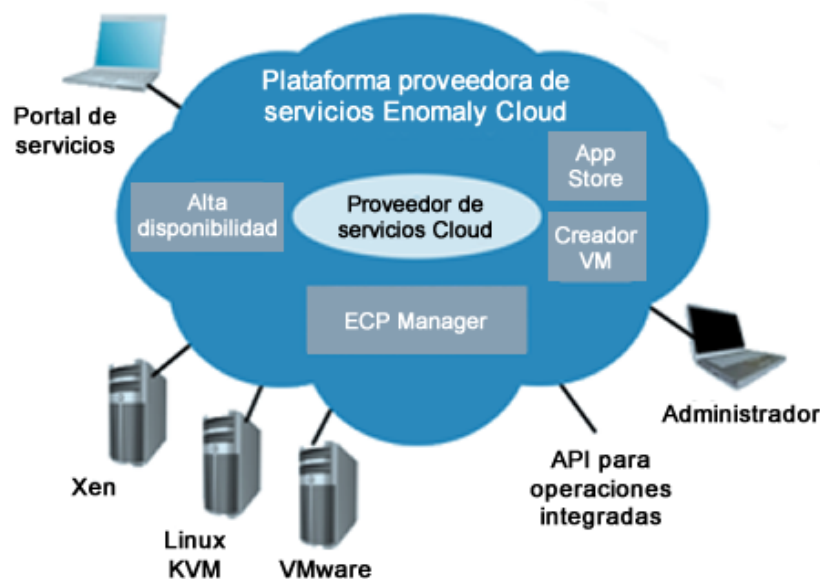 Plataforma proveedora de
servicios Enomaly Cloud
Portal de
servicios
App
Store
Alta
disponibilidad
Proveedor de
servicios Cloud
Creador
VM
ECP Manager
Administrador
Xen
Linux
KVM
VMware
API para
operaciones
integradas